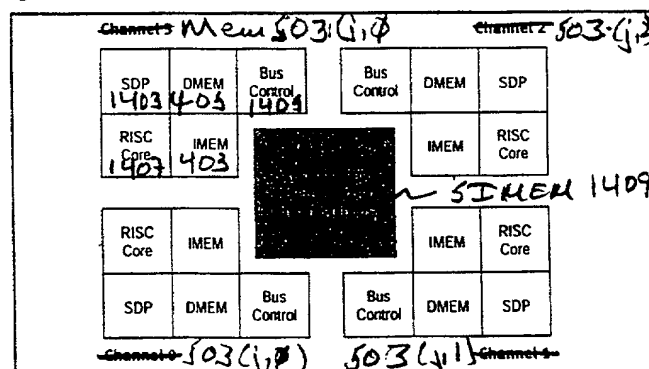 Channel 3 Mem 503(j,0 Channel 2 503(j,
SDP DMEM Bus Control Bus Control DMEM SDP
1403 1405 1409
RISC Core IMEM IMEM RISC Core
1407 403
SIMEM 1409
RISC Core IMEM IMEM RISC Core
SDP DMEM Bus Control Bus Control DMEM SDP
Channel 0 503(j,0) 503(j,1) Channel 1